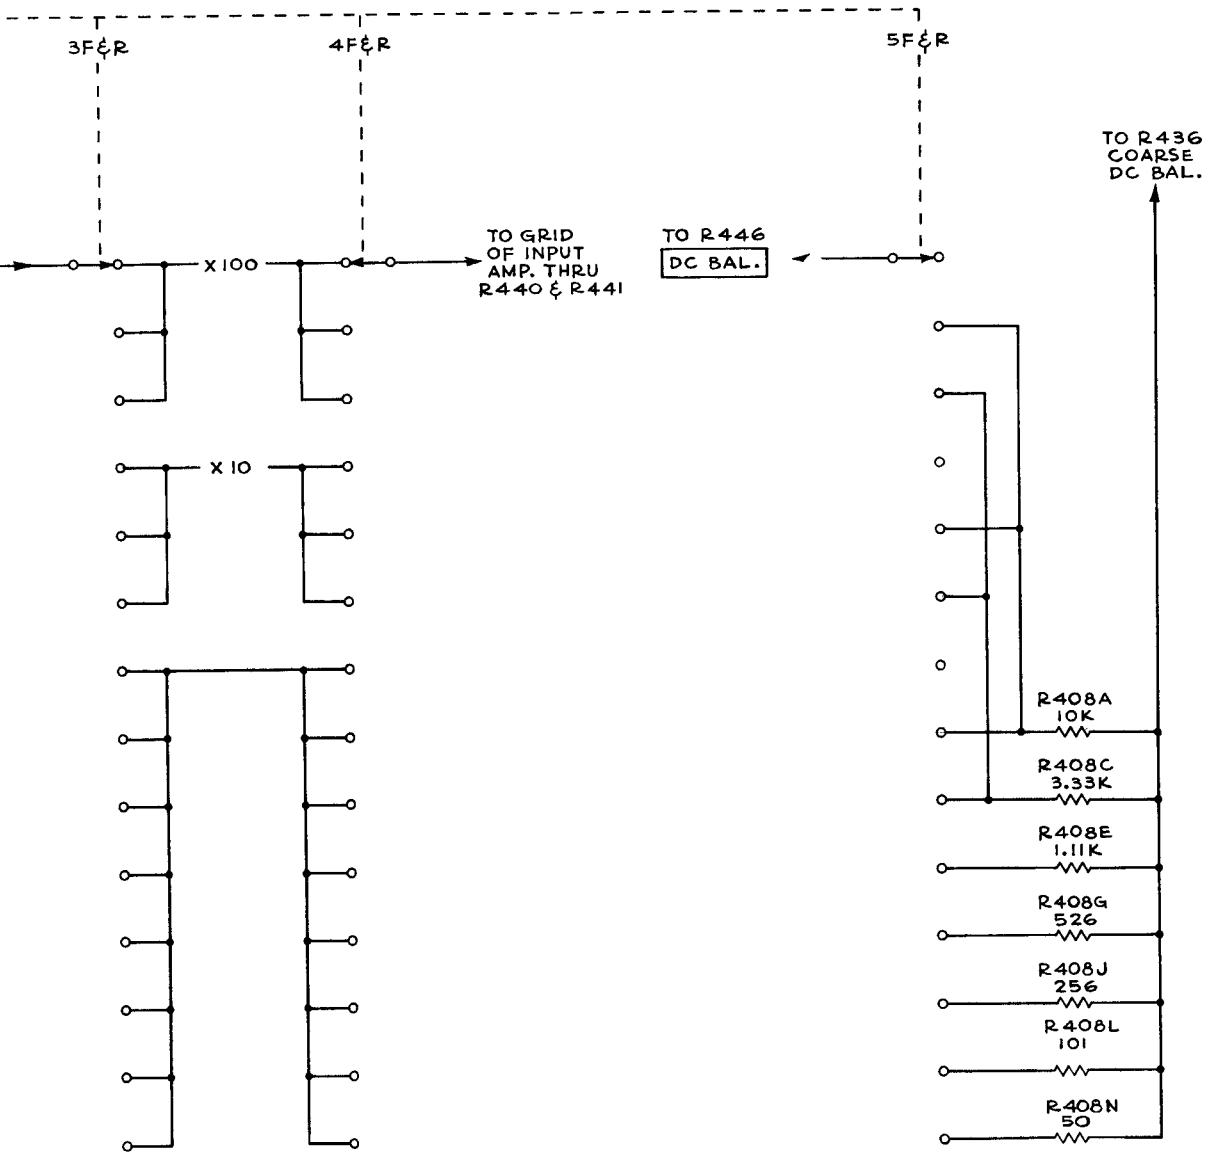 3F&R
4F&R
5F&R
TO R436
COARSE
DC BAL.
TO GRID
OF INPUT
AMP. THRU
R440 & R441
TO R446
DC BAL.
X100
X10
R408A
10K
R408C
3.33K
R408E
1.11K
R408G
526
R408J
256
R408L
101
R408N
50